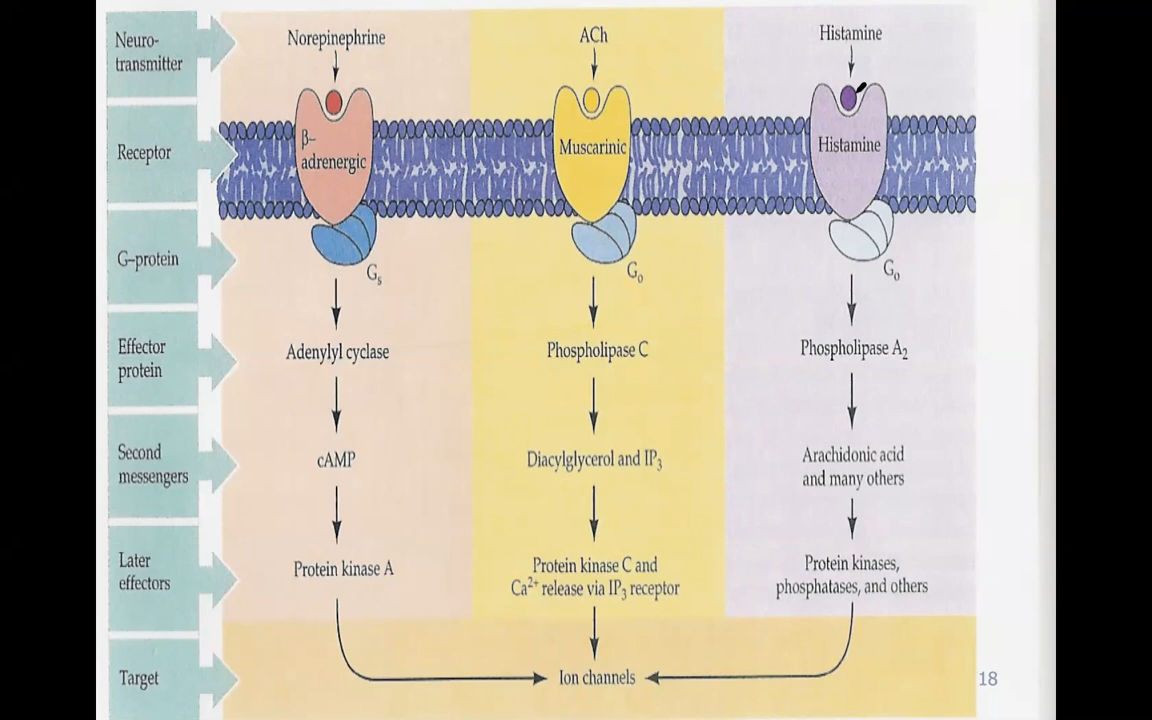 Neuro-
transmitter
Norepinephrine
ACh
Histamine
Receptor
β–
adrenergic
Muscarinic
Histamine
G–protein
Gs
Go
Go
Effector
protein
Adenylyl cyclase
Phospholipase C
Phospholipase A2
Second
messengers
cAMP
Diacylglycerol and IP3
Arachidonic acid
and many others
Later
effectors
Protein kinase A
Protein kinase C and
Ca2+ release via IP3 receptor
Protein kinases,
phosphatases, and others
Target
Ion channels
18